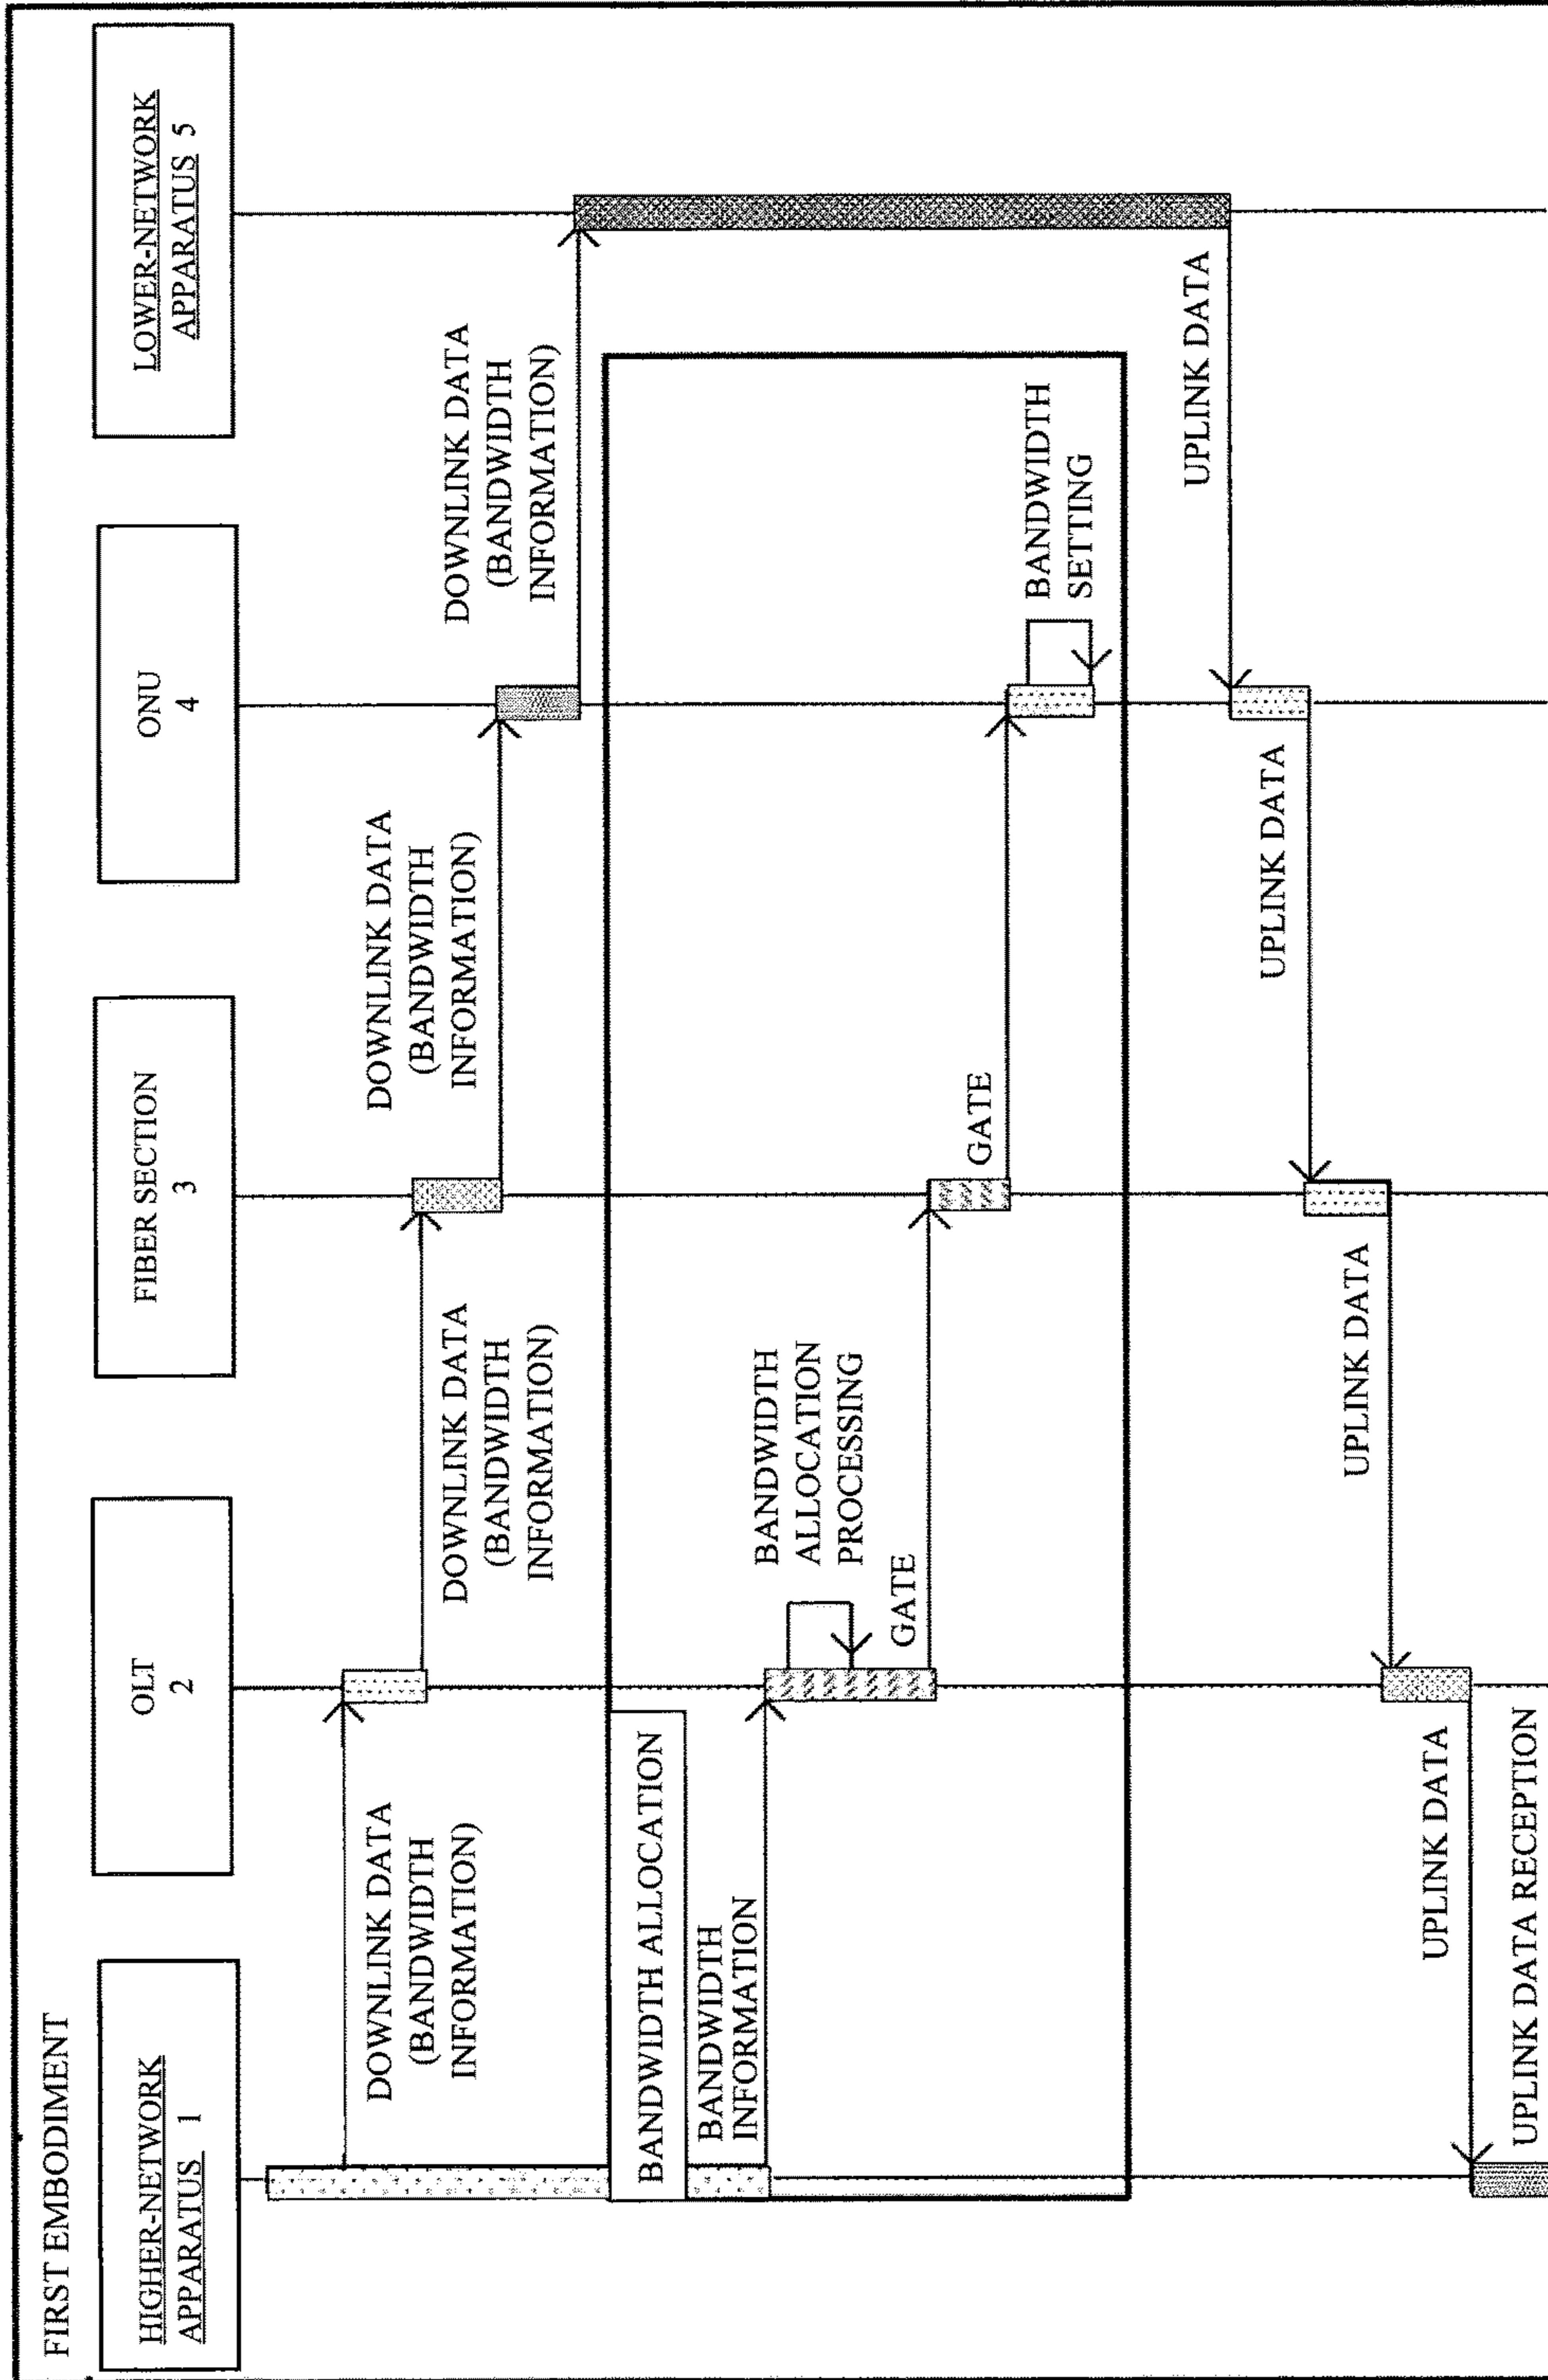 FIRST EMBODIMENT
HIGHER-NETWORK
APPARATUS 1
OLT
2
FIBER SECTION
3
ONU
4
LOWER-NETWORK
APPARATUS 5
DOWNLINK DATA
(BANDWIDTH
INFORMATION)
DOWNLINK DATA
(BANDWIDTH
INFORMATION)
DOWNLINK DATA
(BANDWIDTH
INFORMATION)
DOWNLINK DATA
(BANDWIDTH
INFORMATION)
BANDWIDTH ALLOCATION
BANDWIDTH
INFORMATION
BANDWIDTH
ALLOCATION
PROCESSING
GATE
GATE
BANDWIDTH
SETTING
UPLINK DATA
UPLINK DATA
UPLINK DATA
UPLINK DATA
UPLINK DATA RECEPTION